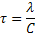 τ = λ/C